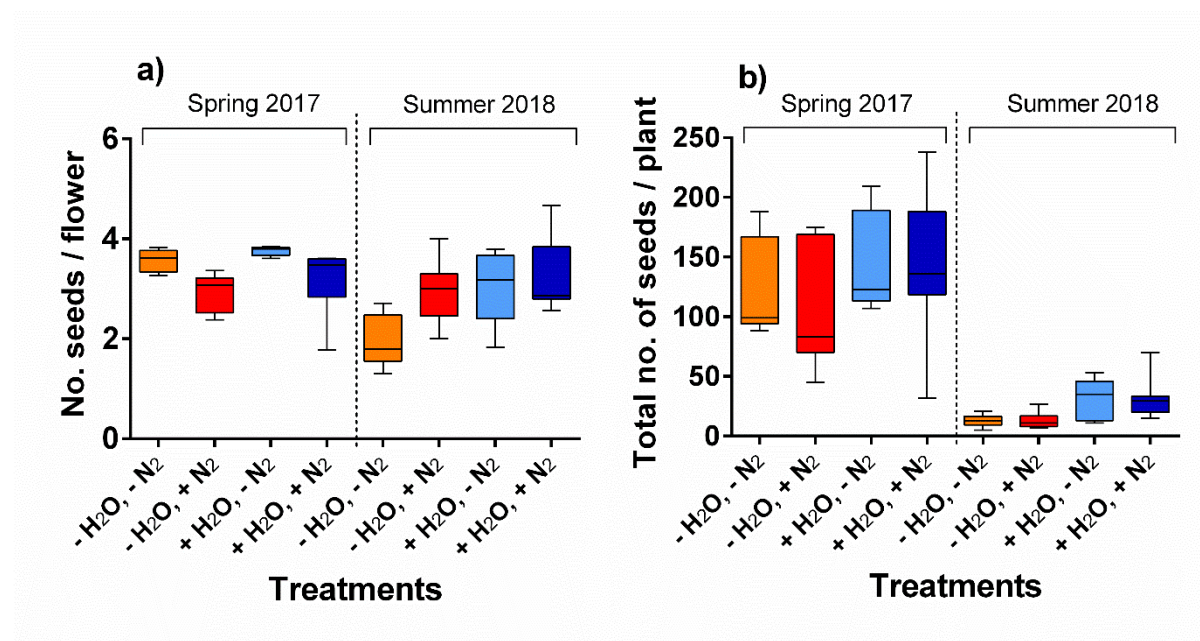 a)
Spring 2017
Summer 2018
No. seeds / flower
6
4
2
0
- H₂O, - N₂
- H₂O, + N₂
+ H₂O, - N₂
+ H₂O, + N₂
- H₂O, - N₂
- H₂O, + N₂
+ H₂O, - N₂
+ H₂O, + N₂
Treatments
b)
Spring 2017
Summer 2018
Total no. of seeds / plant
250
200
150
100
50
0
- H₂O, - N₂
- H₂O, + N₂
+ H₂O, - N₂
+ H₂O, + N₂
- H₂O, - N₂
- H₂O, + N₂
+ H₂O, - N₂
+ H₂O, + N₂
Treatments